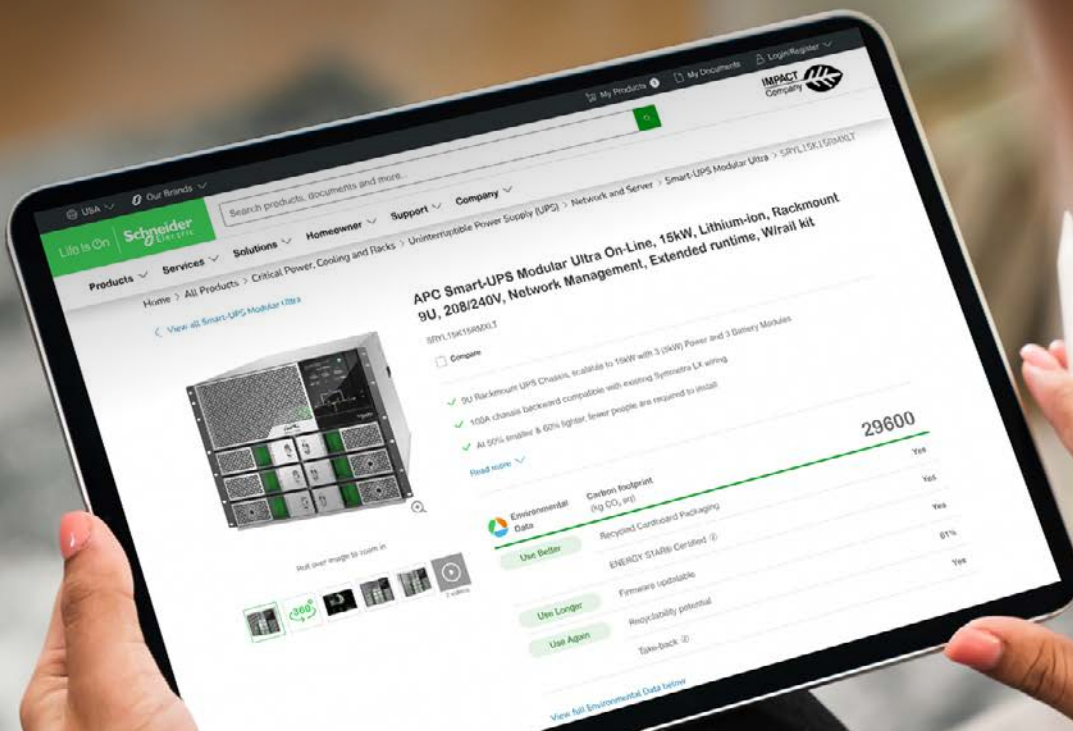 USA
Our Brands
My Products
My Documents
Login/Register
Life Is On
Schneider
Electric
Search products, documents and more...
IMPACT
Company
Products
Services
Solutions
Homeowner
Support
Company
Home > All Products > Critical Power, Cooling and Racks > Uninterruptible Power Supply (UPS) > Network and Server > Smart-UPS Modular Ultra > SRYL15K15RMXLT
View all Smart-UPS Modular Ultra
APC Smart-UPS Modular Ultra On-Line, 15kW, Lithium-ion, Rackmount
9U, 208/240V, Network Management, Extended runtime, Wirail kit
SRYL15K15RMXLT
Compare
9U Rackmount UPS Chassis, scalable to 15kW with 3 (5kW) Power and 3 Battery Modules
100A chassis backward compatible with existing Symmetra LX wiring
At 50% smaller & 60% lighter, fewer people are required to install
Read more
Roll over image to zoom in
360°
2 videos
Environmental
Data
Carbon footprint
(kg CO₂ eq)
29600
Use Better
Recycled Cardboard Packaging
Yes
ENERGY STAR® Certified
Yes
Use Longer
Firmware updatable
Yes
Use Again
Recyclability potential
61%
Take-back
Yes
View full Environmental Data below